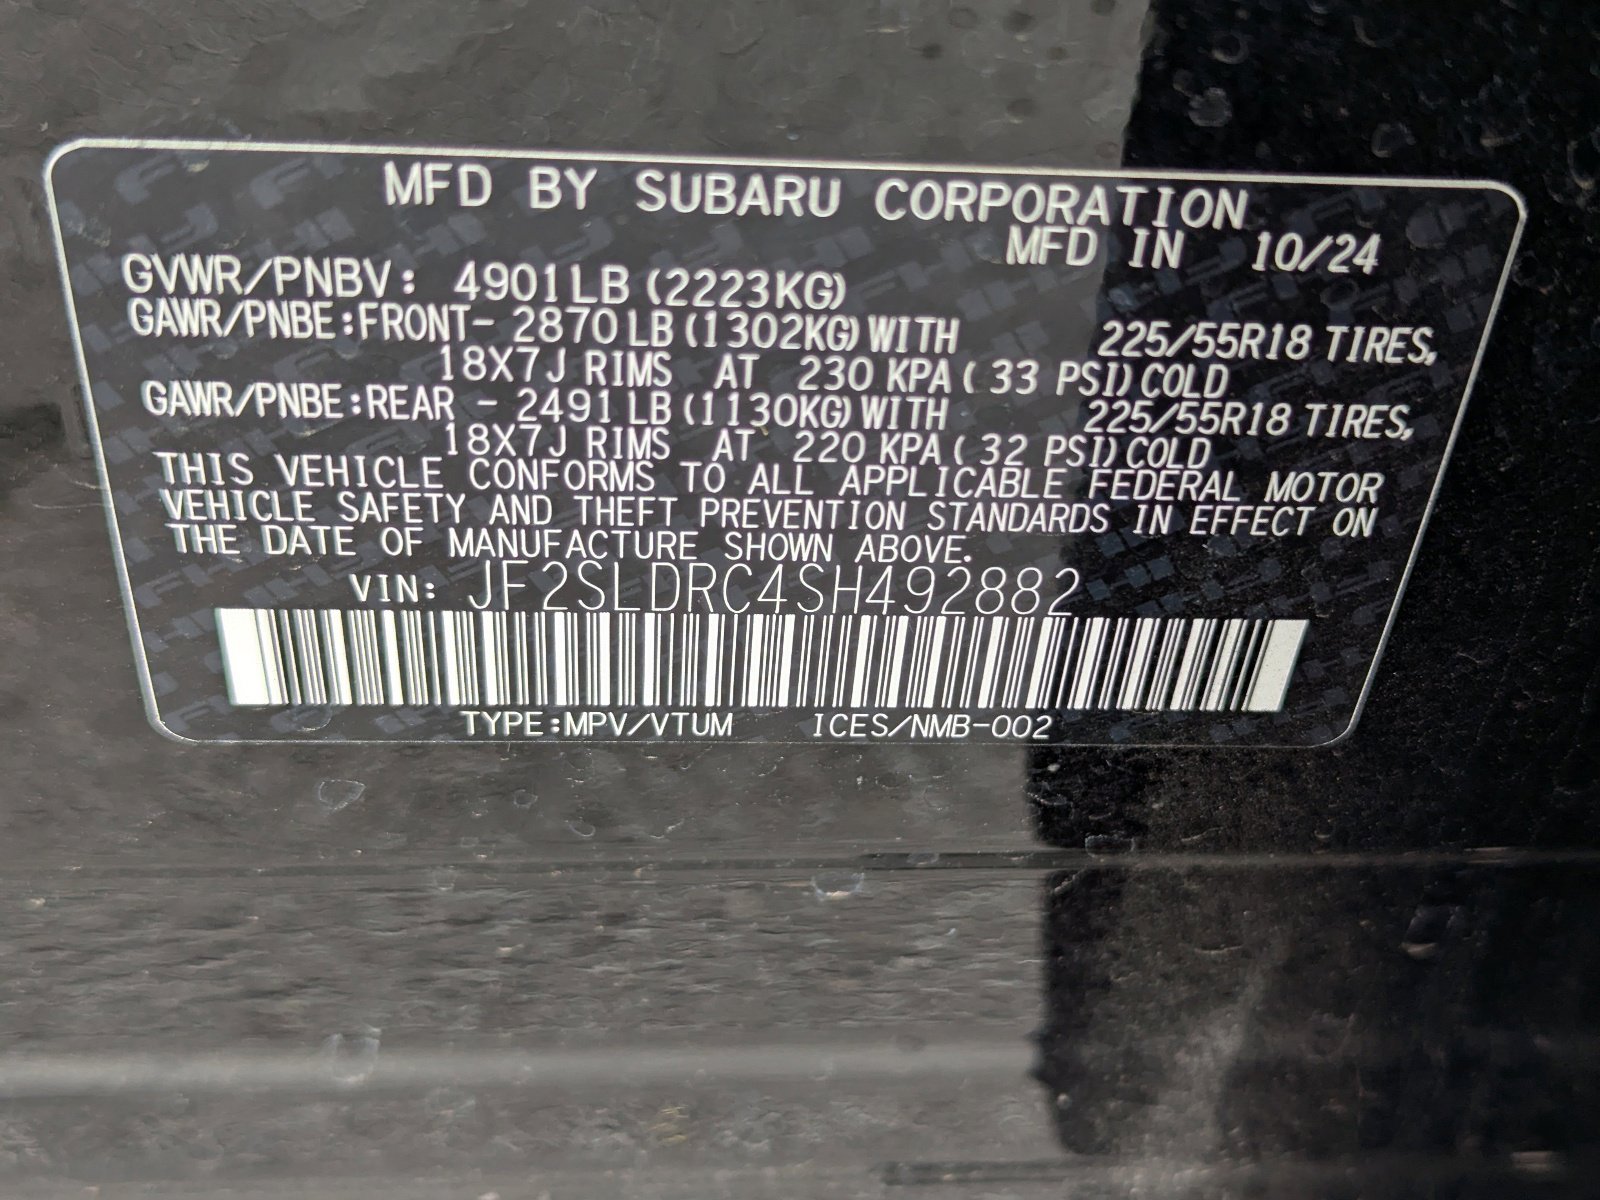 MFD BY SUBARU CORPORATION
MFD IN 10/24
GVWR/PNBV: 4901LB (2223KG)
GAWR/PNBE:FRONT- 2870LB (1302KG) WITH 225/55R18 TIRES,
18X7J RIMS AT 230 KPA( 33 PSI) COLD
GAWR/PNBE:REAR - 2491LB (1130KG) WITH 225/55R18 TIRES,
18X7J RIMS AT 220 KPA( 32 PSI) COLD
THIS VEHICLE CONFORMS TO ALL APPLICABLE FEDERAL MOTOR
VEHICLE SAFETY AND THEFT PREVENTION STANDARDS IN EFFECT ON
THE DATE OF MANUFACTURE SHOWN ABOVE.
VIN: JF2SLDRC4SH492882
TYPE:MPV/VTUM ICES/NMB-002